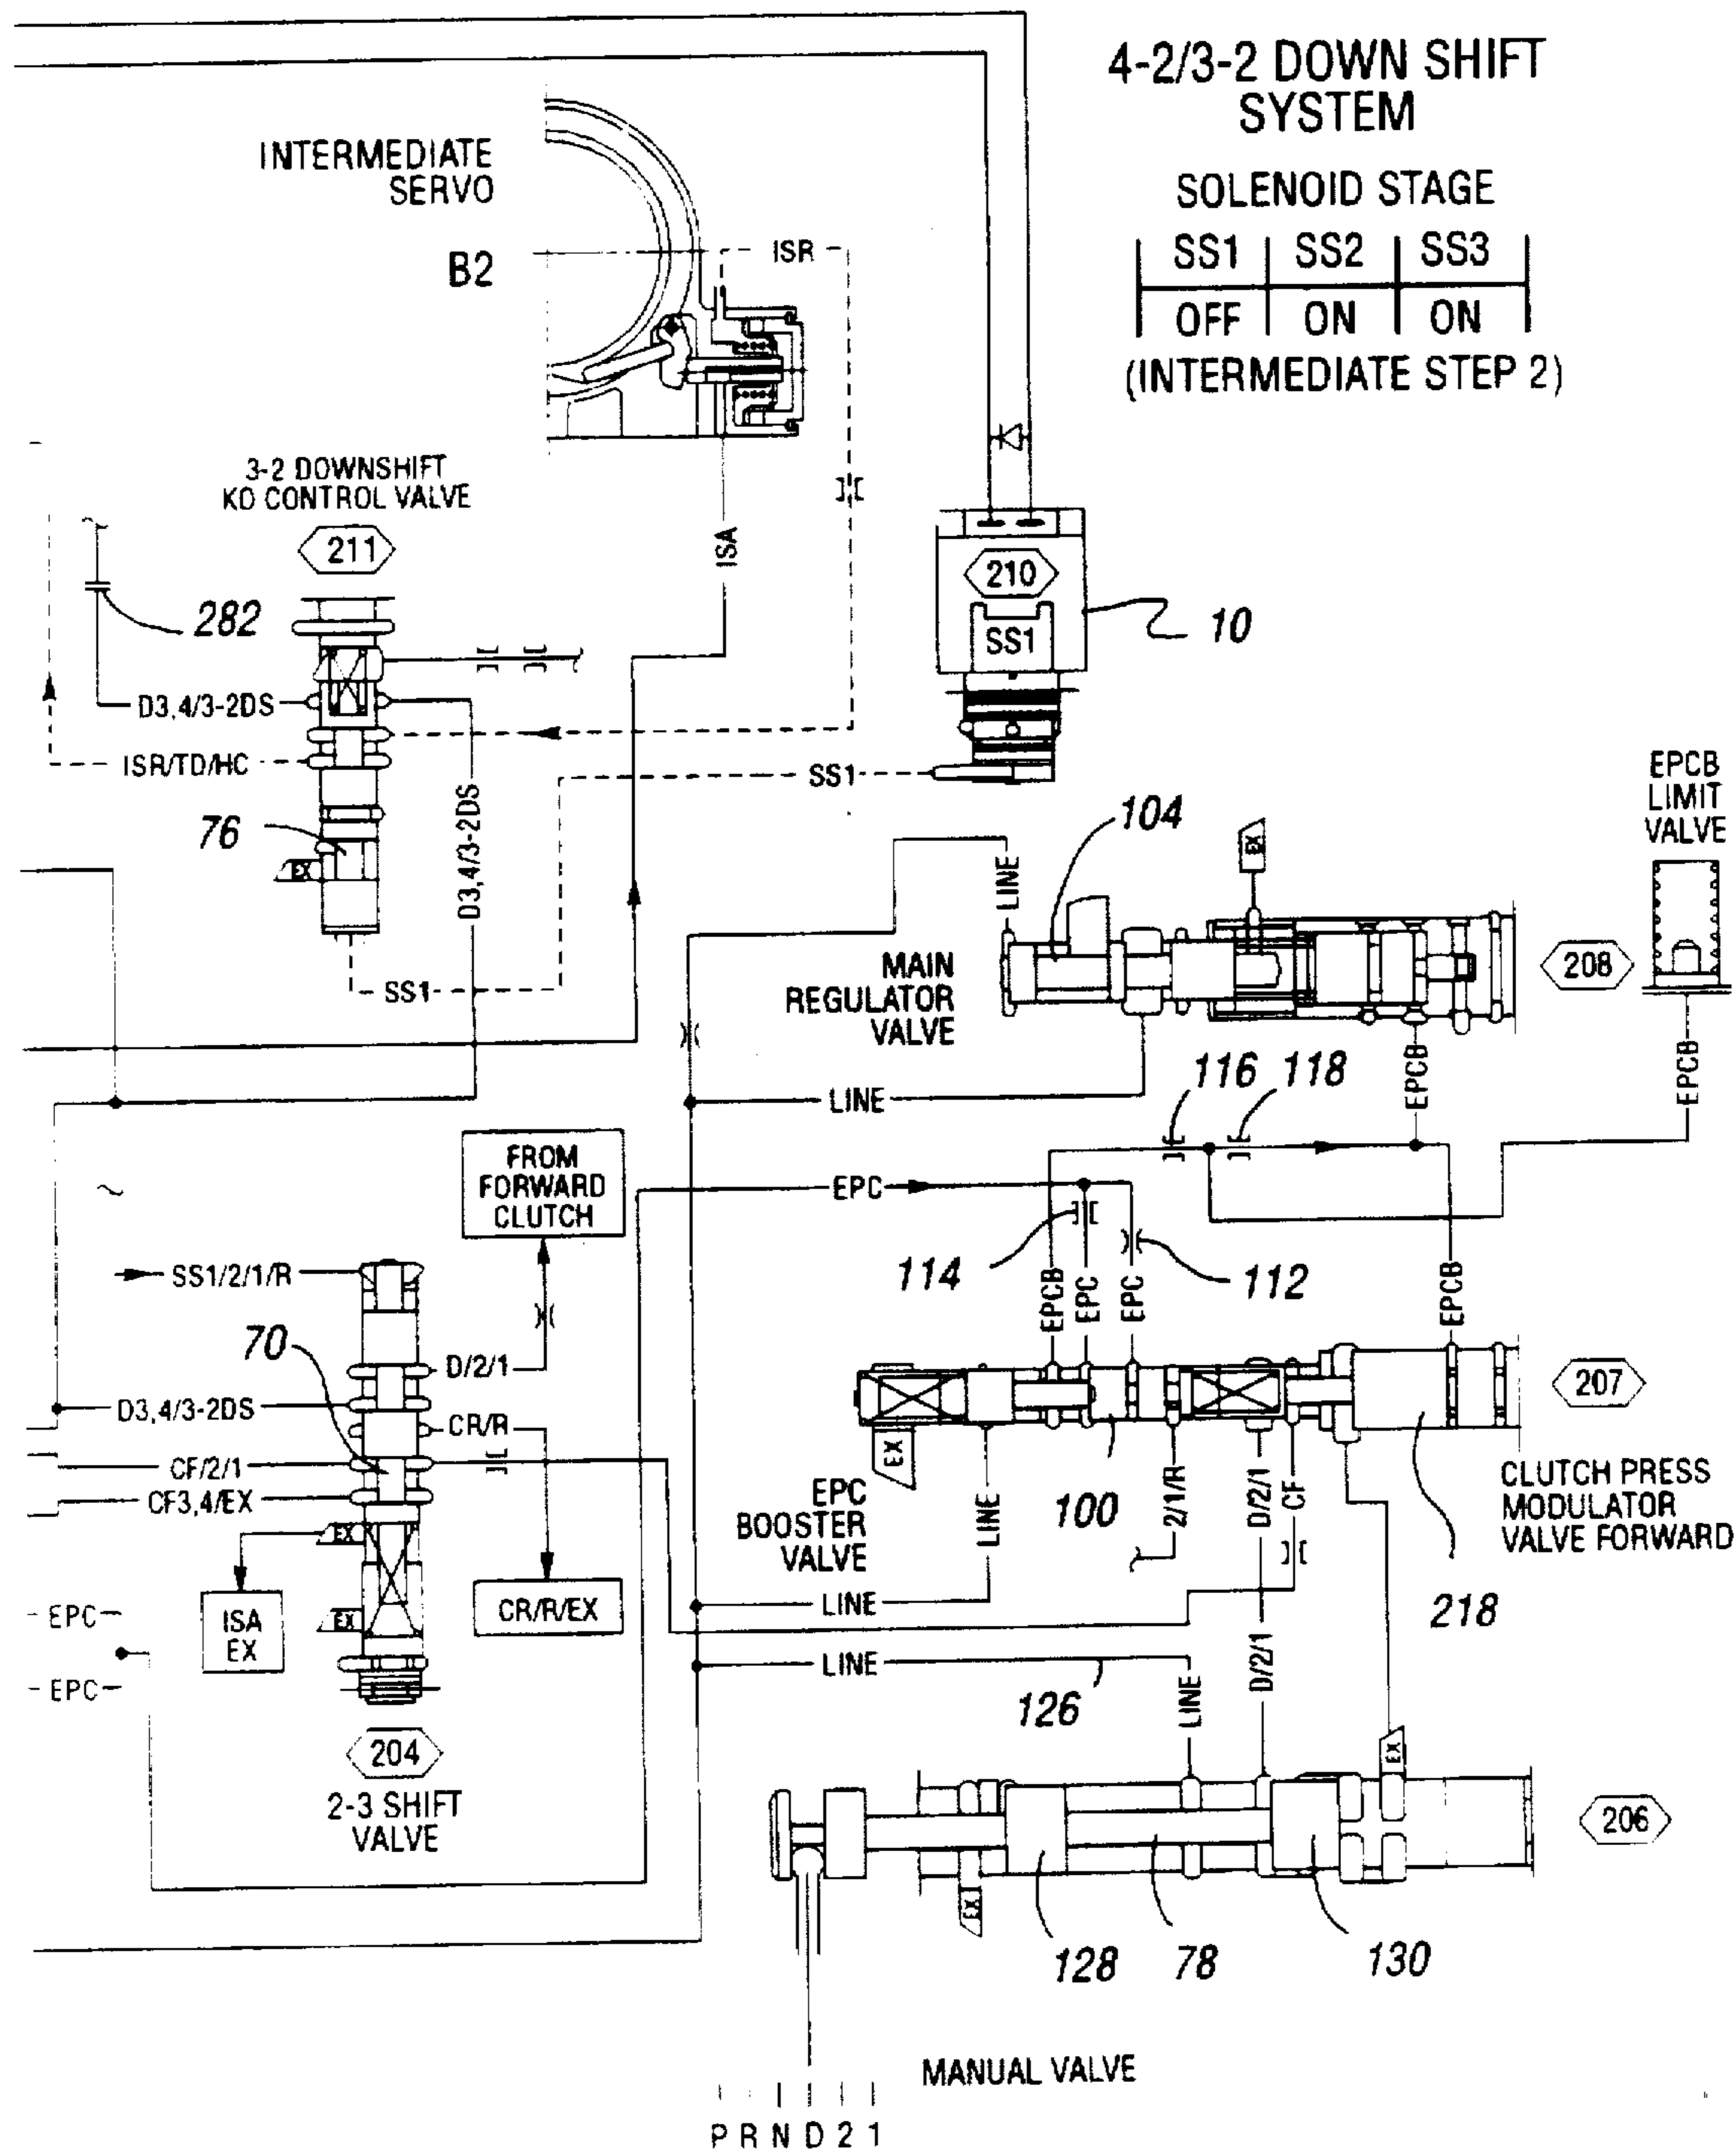 4-2/3-2 DOWN SHIFT
SYSTEM
SOLENOID STAGE
SS1 SS2 SS3
OFF ON ON
(INTERMEDIATE STEP 2)
INTERMEDIATE
SERVO
B2
ISR
3-2 DOWNSHIFT
KD CONTROL VALVE
211
ISA
282
D3,4/3-2DS
ISR/TD/HC
76
EX
D3,4/3-2DS
SS1
SS1
210
SS1
10
EPCB
LIMIT
VALVE
LINE
104
EX
MAIN
REGULATOR
VALVE
208
EPCB
EPCB
LINE
116
118
FROM
FORWARD
CLUTCH
EPC
114
112
EPCB
EPC
EPC
EPCB
SS1/2/1/R
70
D/2/1
D3,4/3-2DS
CR/R
CF/2/1
CF3,4/EX
EX
EX
ISA
EX
CR/R/EX
EPC
EPC
204
2-3 SHIFT
VALVE
EX
EPC
BOOSTER
VALVE
LINE
100
2/1/R
D/2/1
CF
207
CLUTCH PRESS
MODULATOR
VALVE FORWARD
218
LINE
LINE
126
LINE
D/2/1
EX
206
EX
128
78
130
MANUAL VALVE
P R N D 2 1